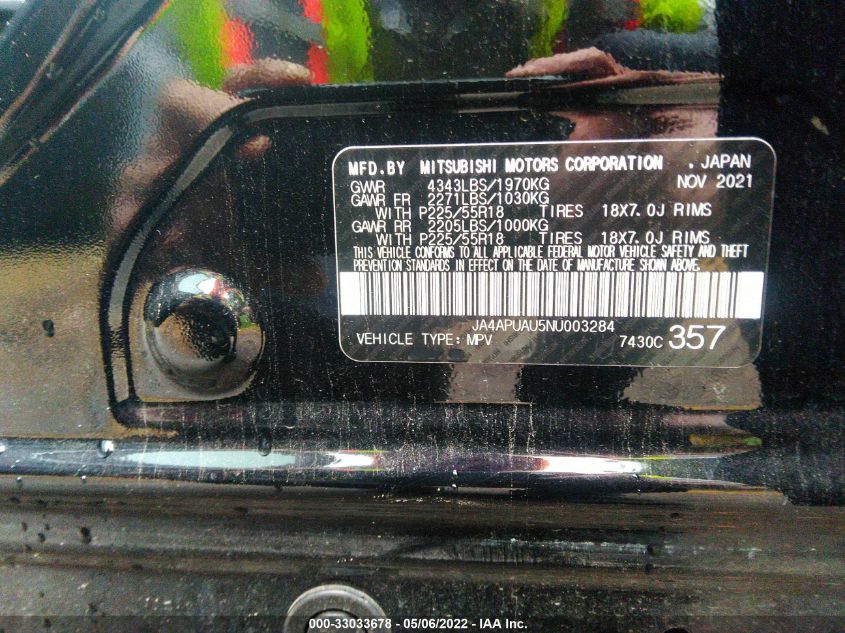 MFD.BY MITSUBISHI MOTORS CORPORATION , JAPAN
GVWR 4343LBS/1970KG NOV 2021
GAWR FR 2271LBS/1030KG
WITH P225/55R18 TIRES 18X7.0J RIMS
GAWR RR 2205LBS/1000KG
WITH P225/55R18 TIRES 18X7.0J RIMS
THIS VEHICLE CONFORMS TO ALL APPLICABLE FEDERAL MOTOR VEHICLE SAFETY AND THEFT
PREVENTION STANDARDS IN EFFECT ON THE DATE OF MANUFACTURE SHOWN ABOVE.
JA4APUAU5NU003284
VEHICLE TYPE: MPV 7430C 357
000-33033678 - 05/06/2022 - IAA Inc.